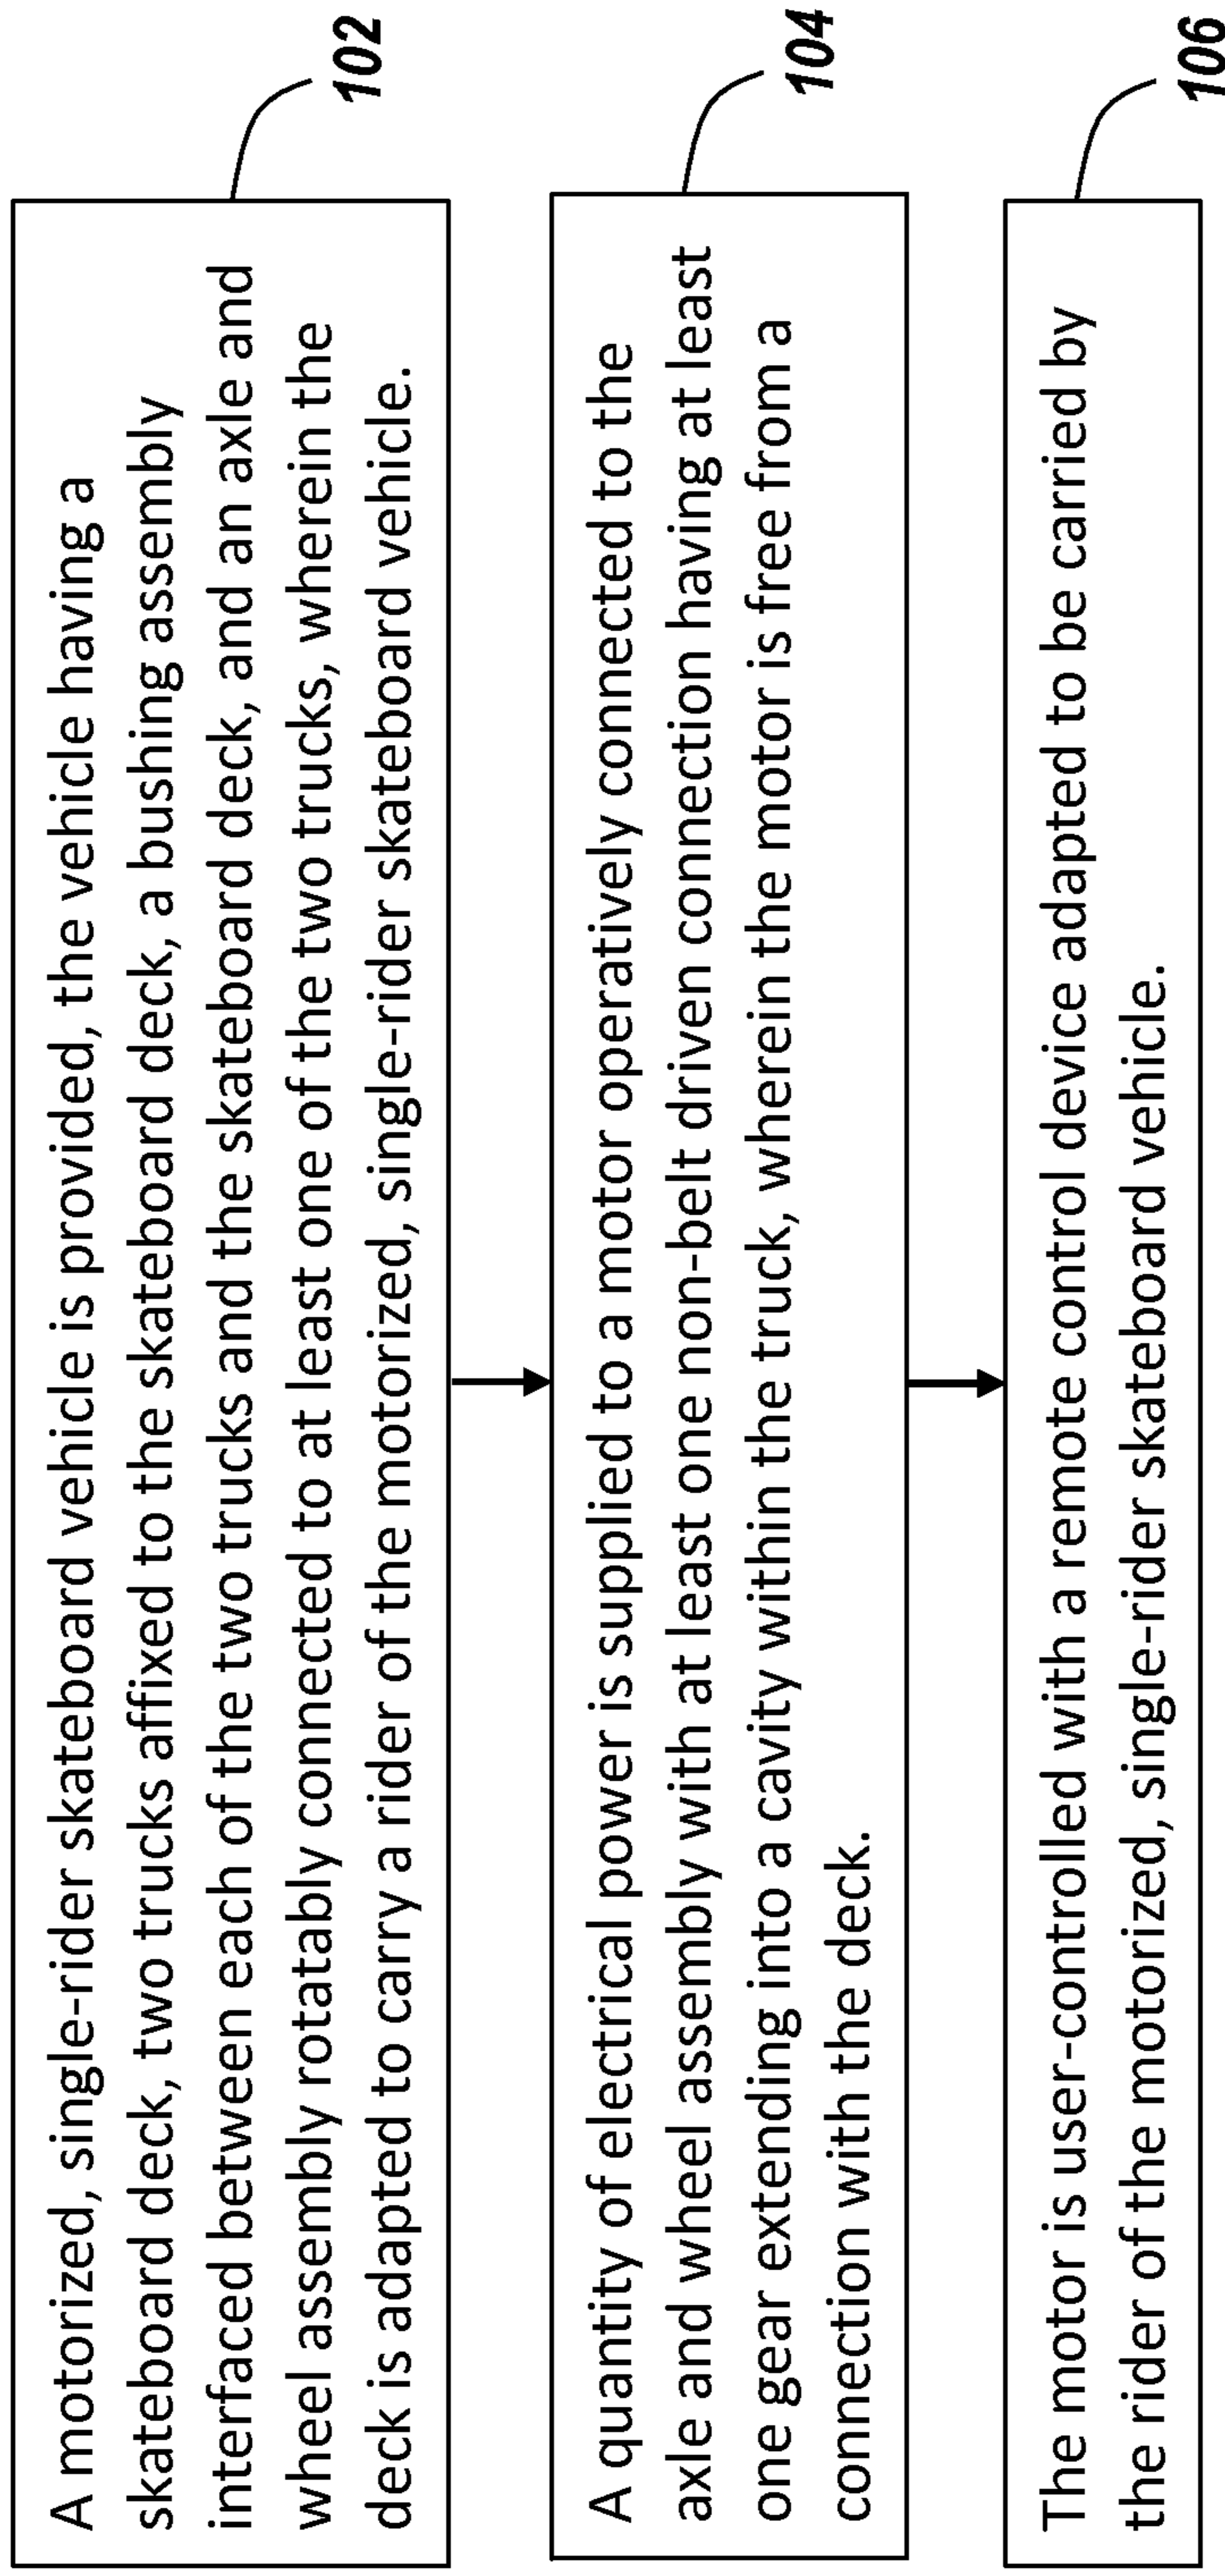 A motorized, single-rider skateboard vehicle is provided, the vehicle having a
skateboard deck, two trucks affixed to the skateboard deck, a bushing assembly
interfaced between each of the two trucks and the skateboard deck, and an axle and
wheel assembly rotatably connected to at least one of the two trucks, wherein the
deck is adapted to carry a rider of the motorized, single-rider skateboard vehicle.
102
A quantity of electrical power is supplied to a motor operatively connected to the
axle and wheel assembly with at least one non-belt driven connection having at least
one gear extending into a cavity within the truck, wherein the motor is free from a
connection with the deck.
104
The motor is user-controlled with a remote control device adapted to be carried by
the rider of the motorized, single-rider skateboard vehicle.
106